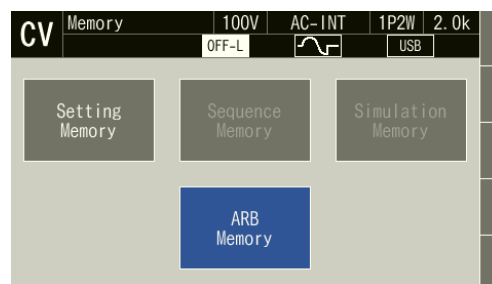 CV Memory 100V AC-INT 1P2W 2.0k
OFF-L USB
Setting Sequence Simulation
Memory Memory Memory
ARB
Memory